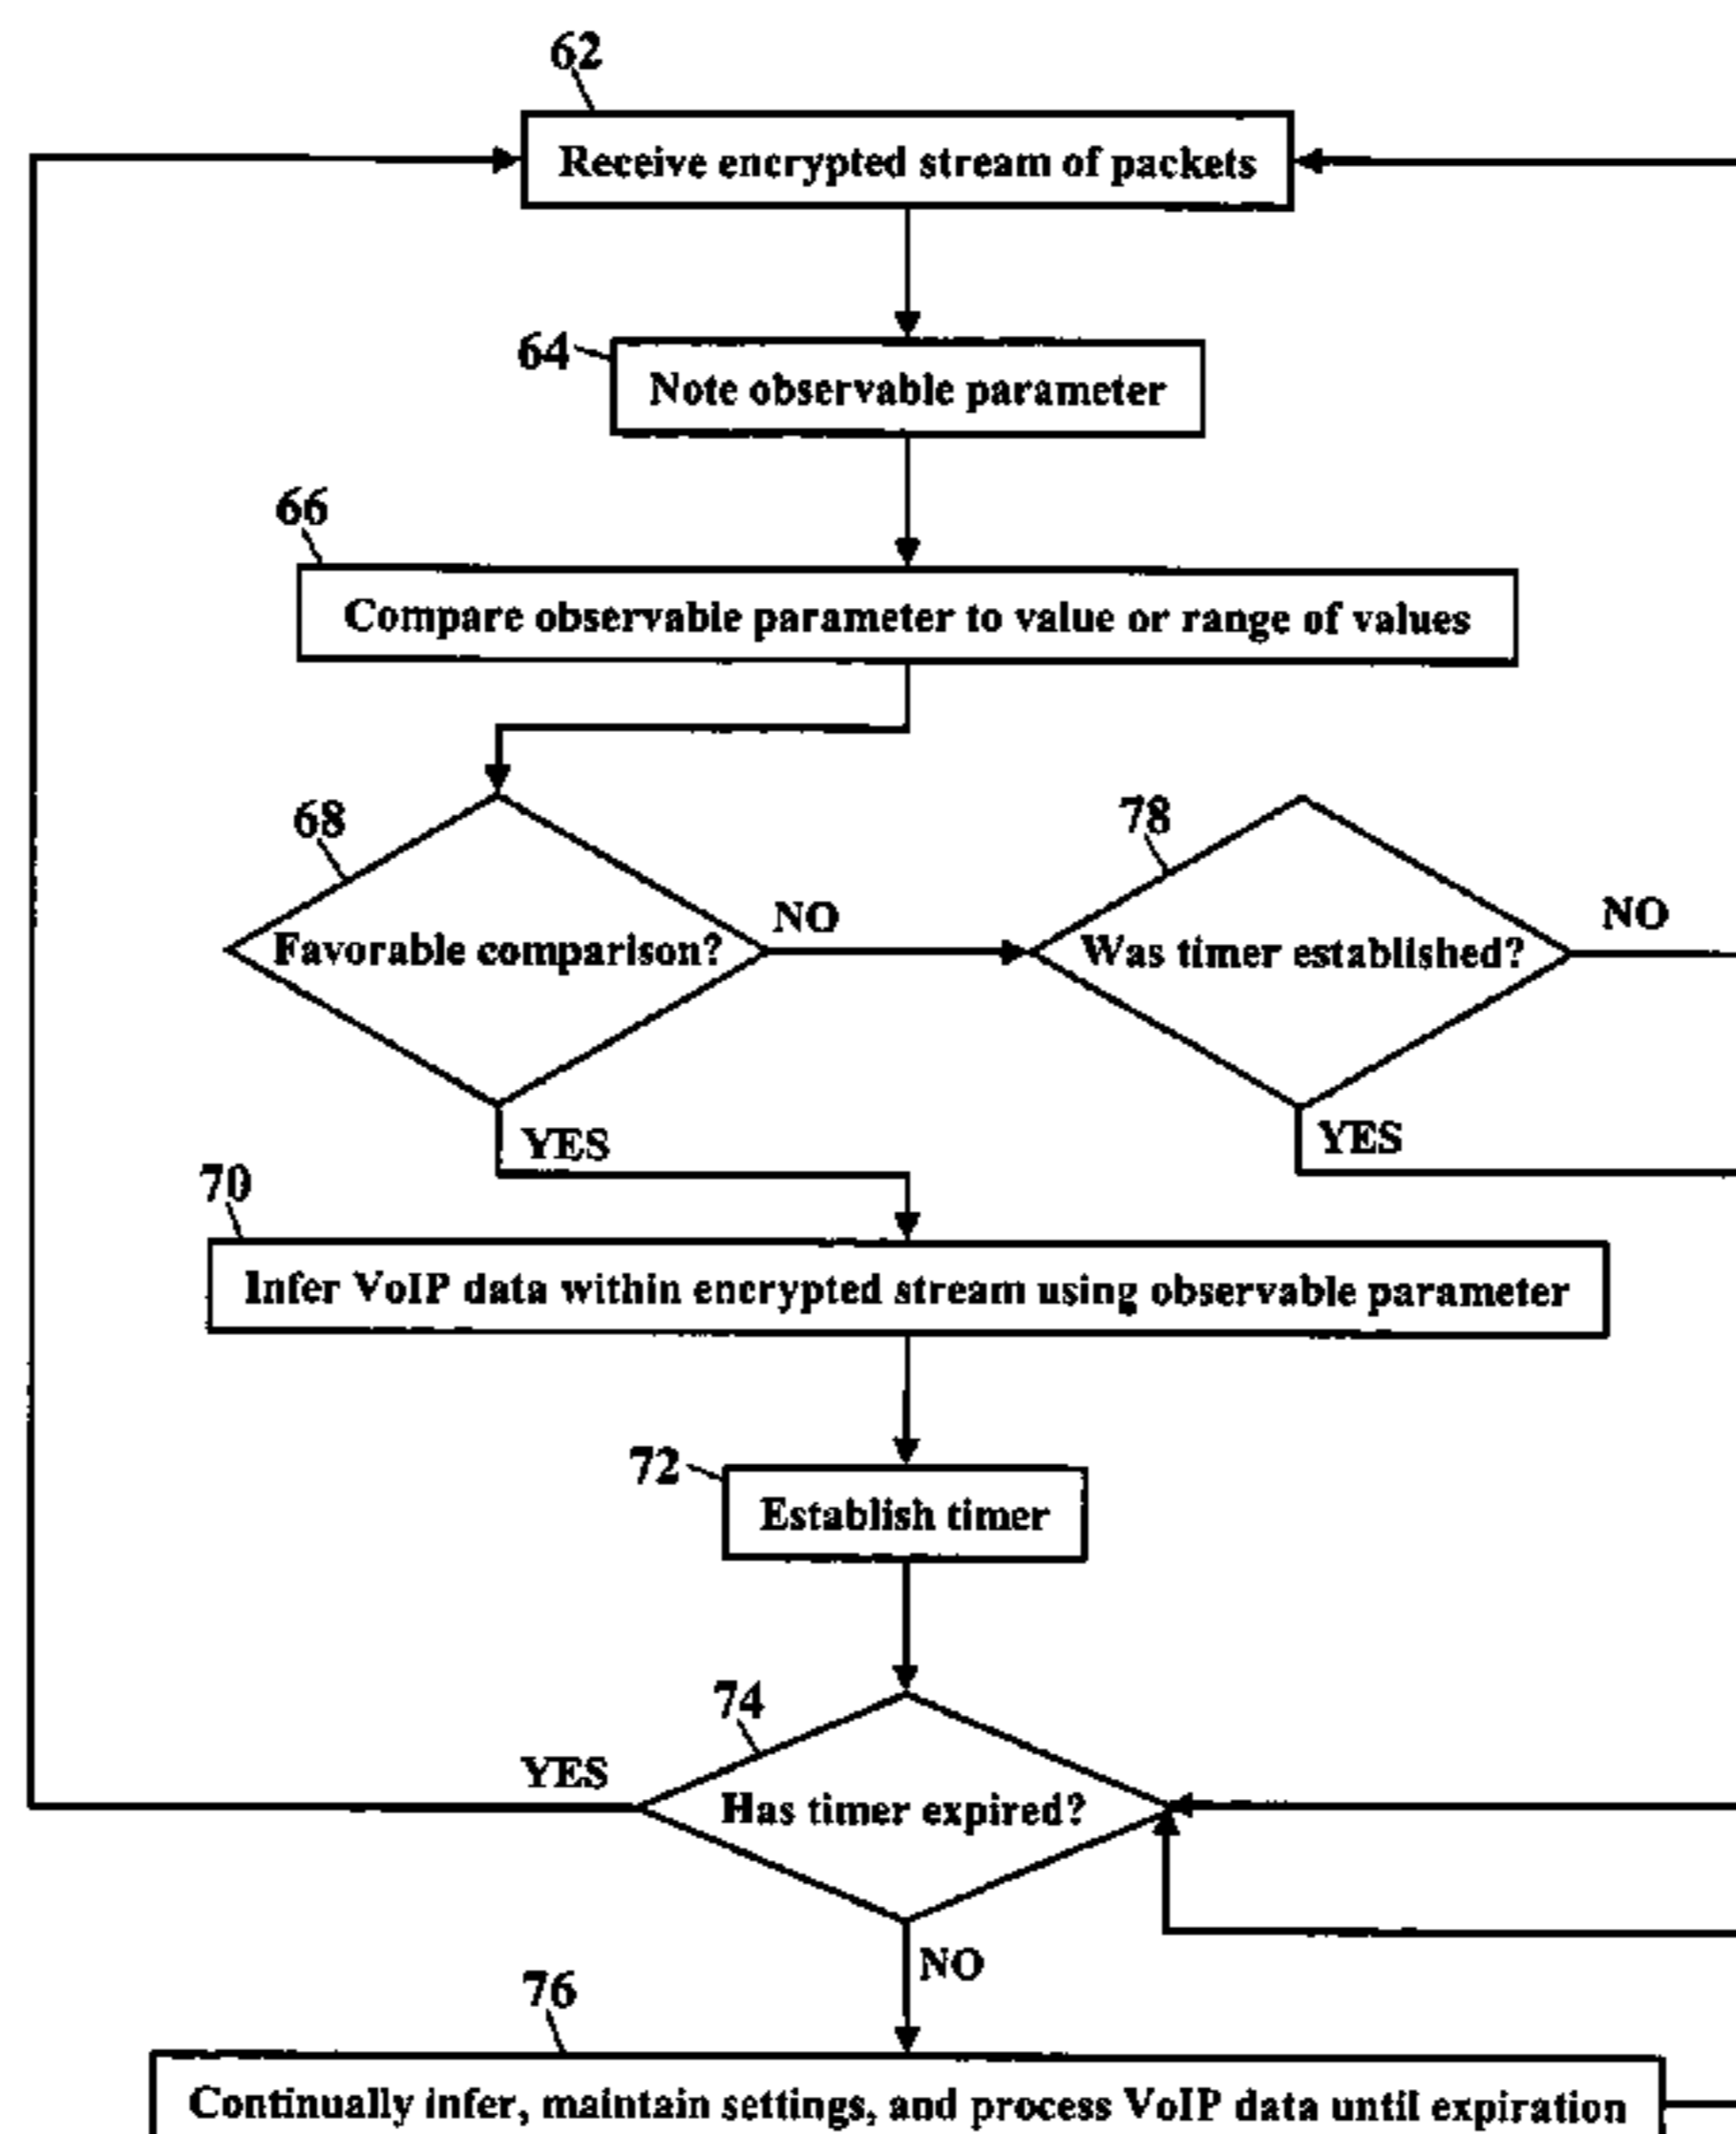 62
Receive encrypted stream of packets
64
Note observable parameter
66
Compare observable parameter to value or range of values
68
78
Favorable comparison?
NO
Was timer established?
NO
YES
YES
70
Infer VoIP data within encrypted stream using observable parameter
72
Establish timer
74
YES
Has timer expired?
NO
76
Continually infer, maintain settings, and process VoIP data until expiration